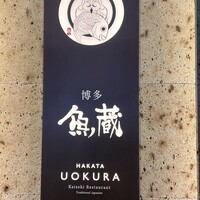 博多
魚蔵
HAKATA
UOKURA
Kaiseki Restaurant
Traditional Japanese